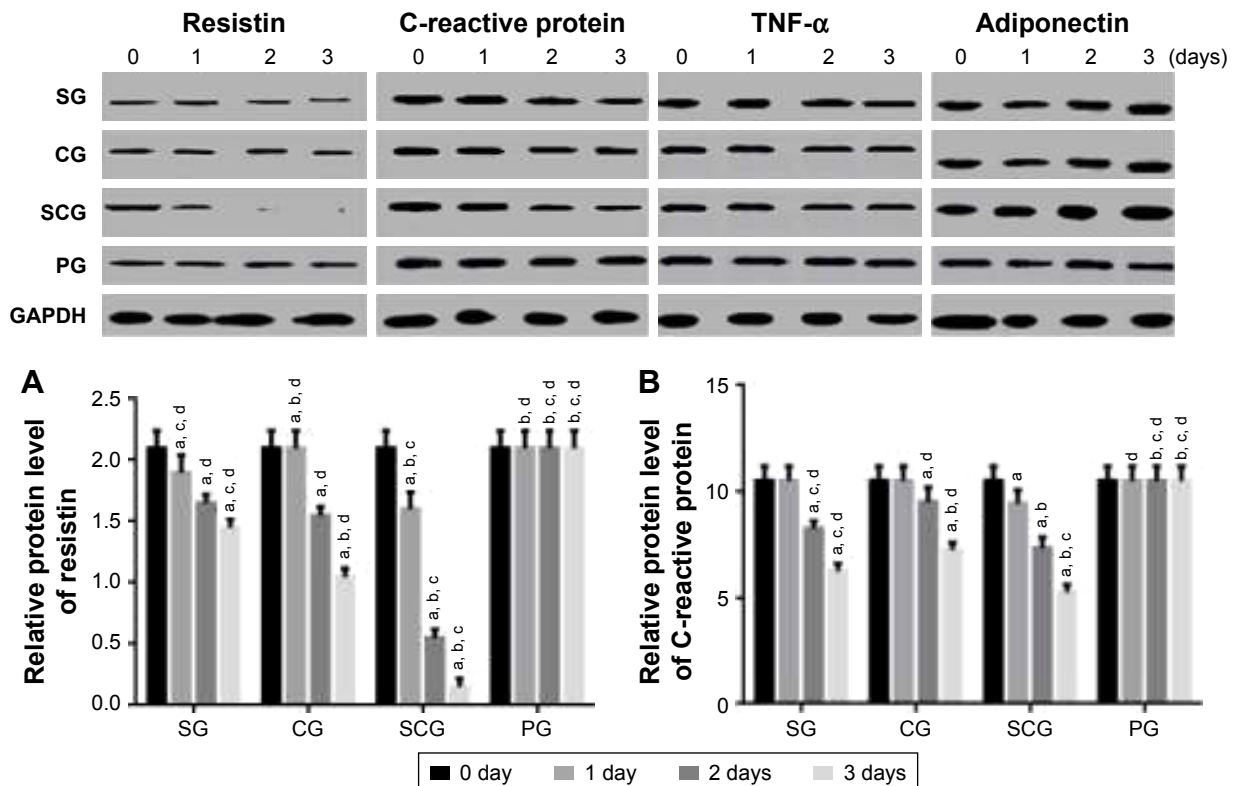 Resistin C-reactive protein TNF-α Adiponectin
0 1 2 3 0 1 2 3 0 1 2 3 0 1 2 3 (days)
SG
CG
SCG
PG
GAPDH
A
Relative protein level
of resistin
2.5
2.0
1.5
1.0
0.5
0.0
a, c, d
a, d
a, c, d
a, b, d
a, d
a, b, d
a, b, c
a, b, c
a, b, c
b, d
b, c, d
b, c, d
SG CG SCG PG
B
Relative protein level
of C-reactive protein
15
10
5
0
a, c, d
a, c, d
a, d
a, b, d
a
a, b
a, b, c
d
b, c, d
b, c, d
SG CG SCG PG
0 day 1 day 2 days 3 days